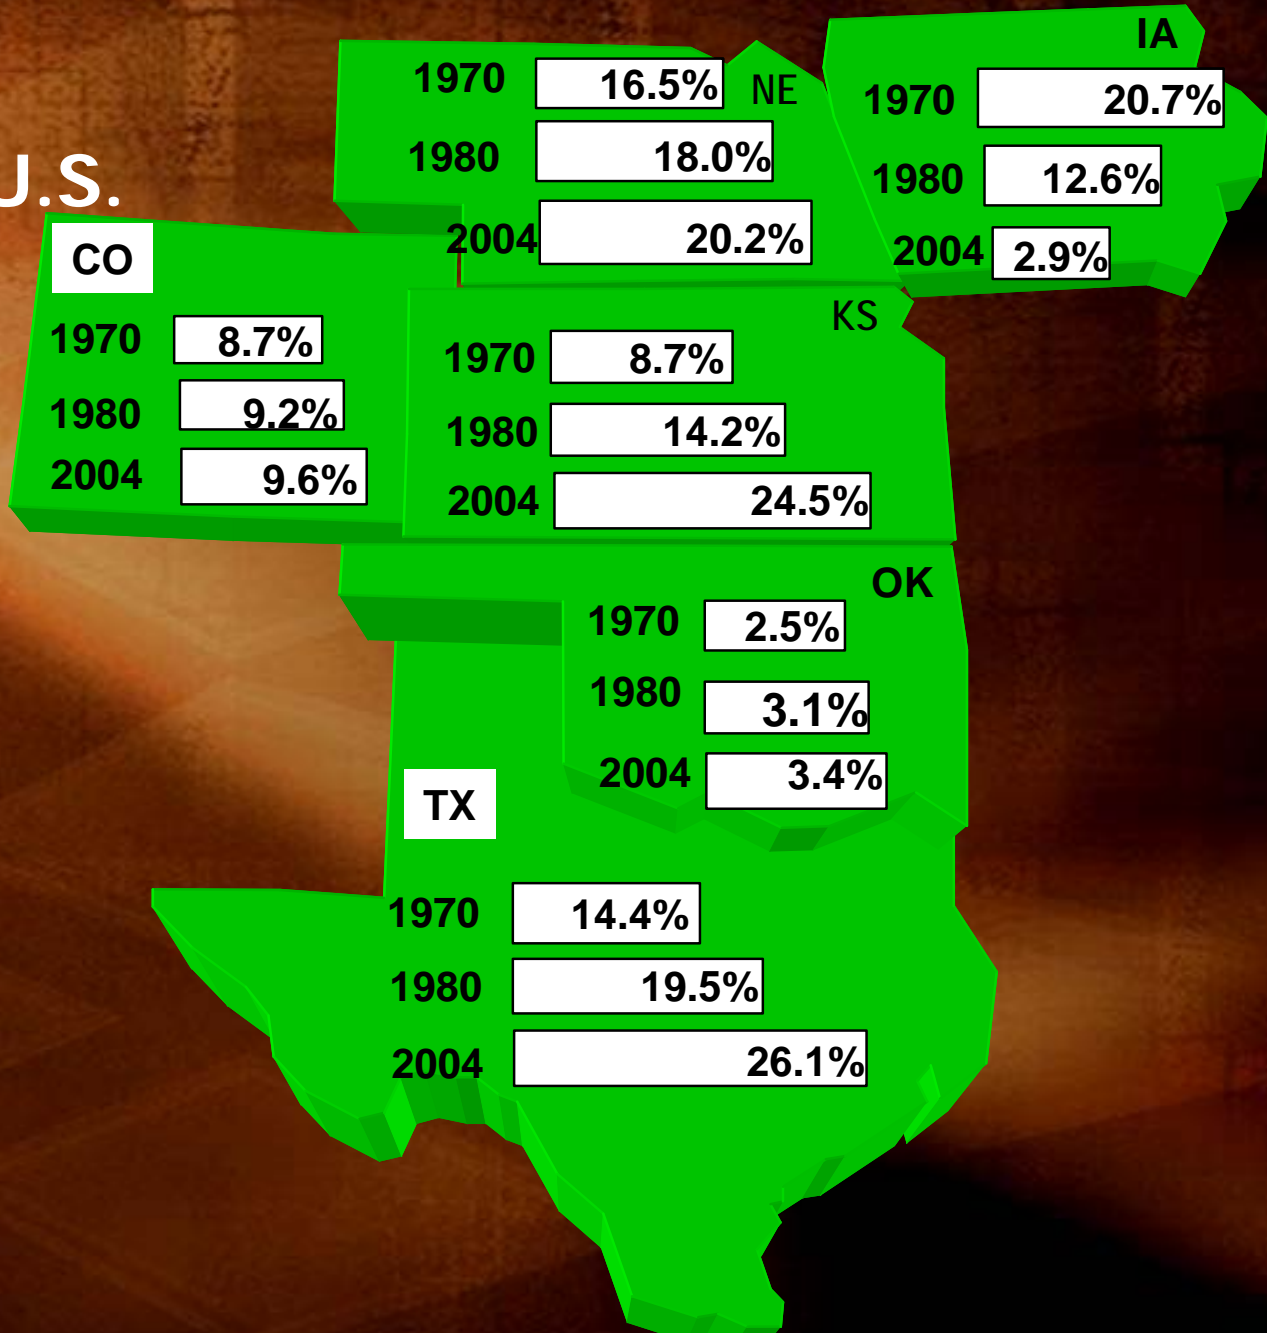 U.S.
NE
1970 16.5%
1980 18.0%
2004 20.2%
IA
1970 20.7%
1980 12.6%
2004 2.9%
CO
1970 8.7%
1980 9.2%
2004 9.6%
KS
1970 8.7%
1980 14.2%
2004 24.5%
OK
1970 2.5%
1980 3.1%
2004 3.4%
TX
1970 14.4%
1980 19.5%
2004 26.1%